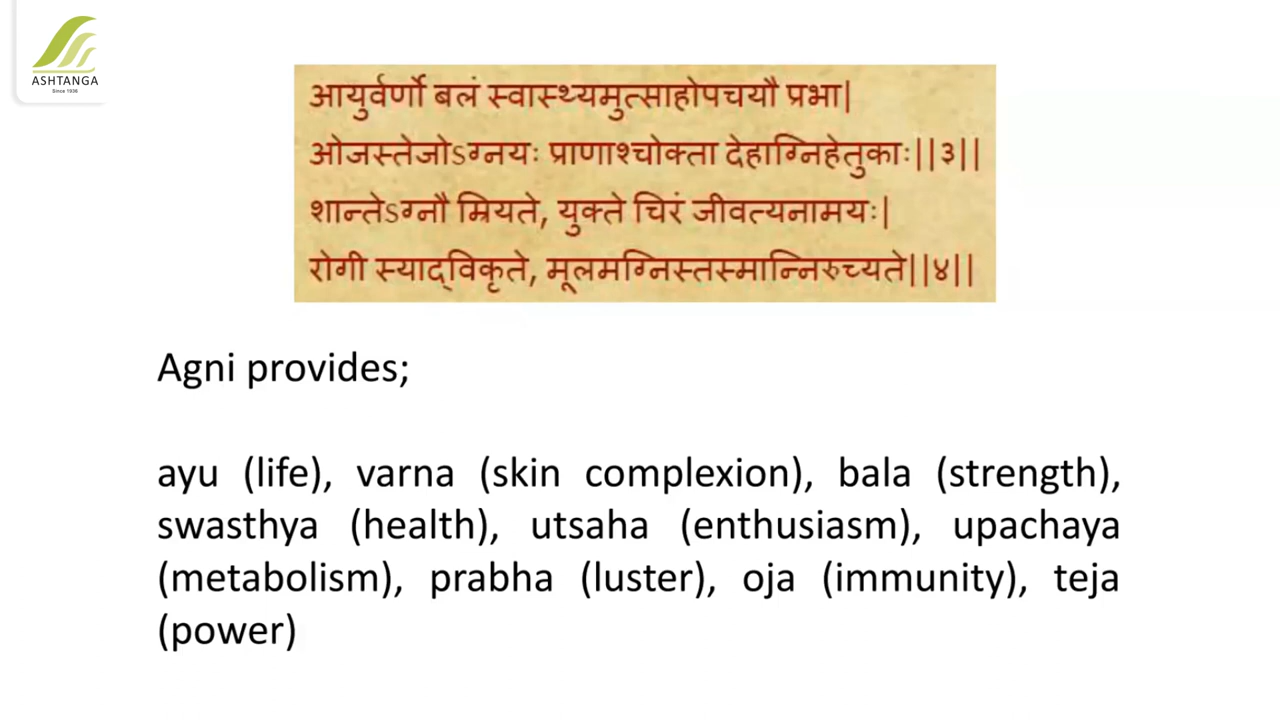 ASHTANGA
Since 1936
आयुर्वर्णो बलं स्वास्थ्यमुत्साहोपचयौ प्रभा|
ओजस्तेजोऽग्नयः प्राणाश्चोक्ता देहाग्निहेतुकाः||३||
शान्तेऽग्नौ म्रियते, युक्ते चिरं जीवत्यनामयः|
रोगी स्याद्विकृते, मूलमग्निस्तस्मान्निरुच्यते||४||
Agni provides;
ayu (life), varna (skin complexion), bala (strength),
swasthya (health), utsaha (enthusiasm), upachaya
(metabolism), prabha (luster), oja (immunity), teja
(power)